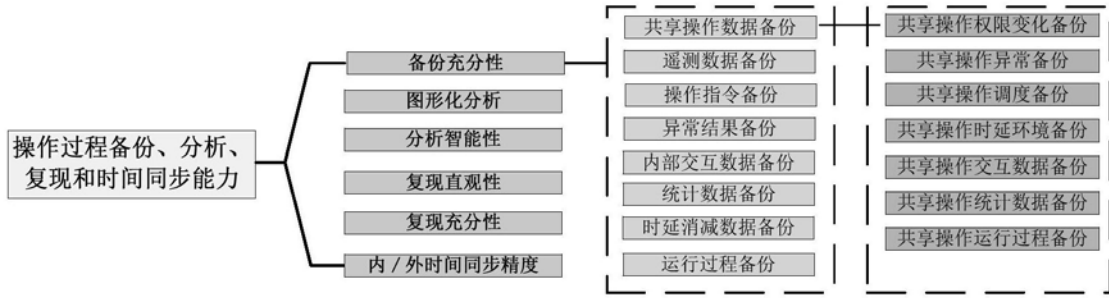 操作过程备份、分析、
复现和时间同步能力
备份充分性
图形化分析
分析智能性
复现直观性
复现充分性
内/外时间同步精度
共享操作数据备份
遥测数据备份
操作指令备份
异常结果备份
内部交互数据备份
统计数据备份
时延消减数据备份
运行过程备份
共享操作权限变化备份
共享操作异常备份
共享操作调度备份
共享操作时延环境备份
共享操作交互数据备份
共享操作统计数据备份
共享操作运行过程备份